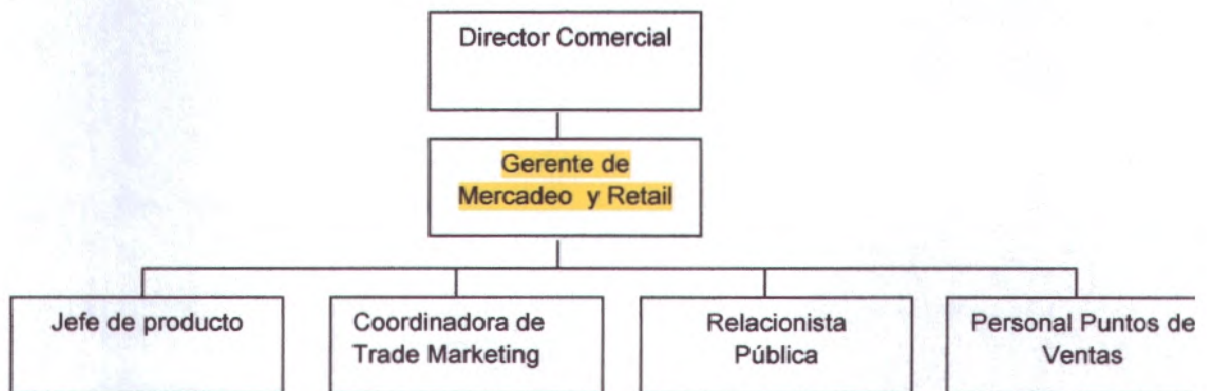 Director Comercial
Gerente de
Mercadeo y Retail
Jefe de producto
Coordinadora de
Trade Marketing
Relacionista
Pública
Personal Puntos de
Ventas